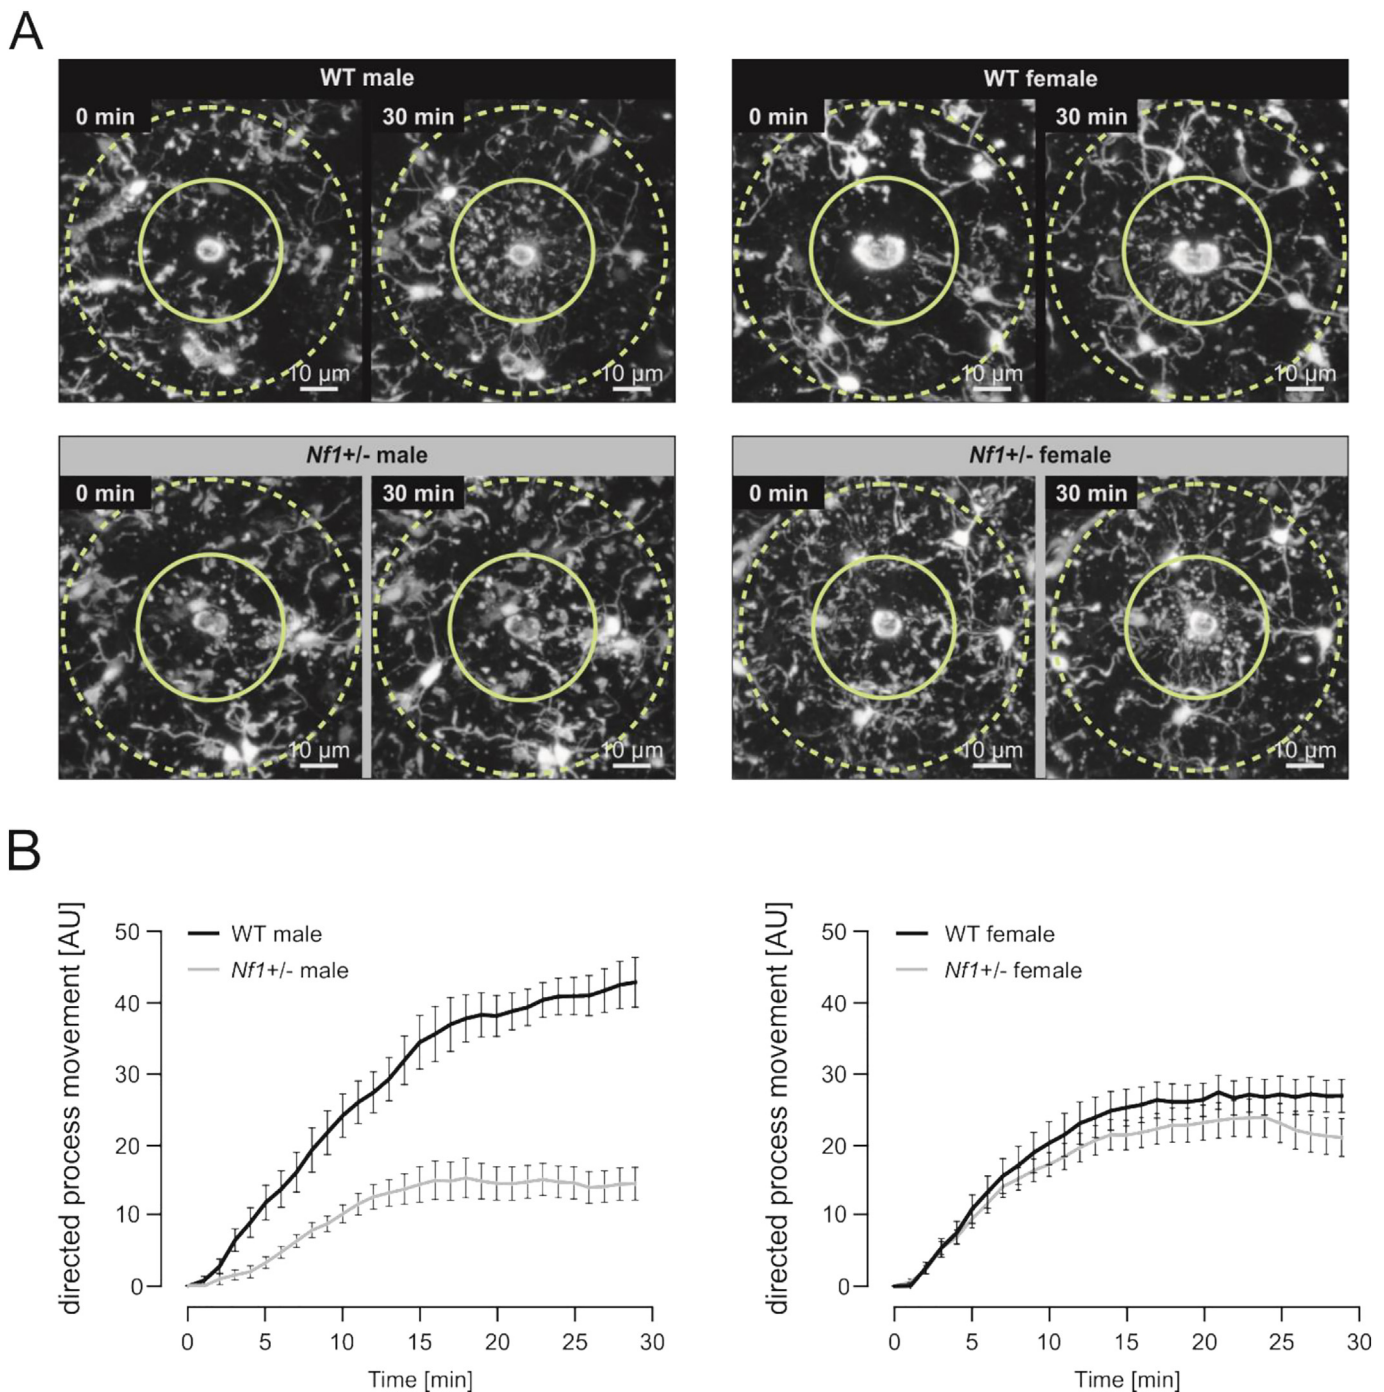 A
WT male
0 min
30 min
10 µm
10 µm
WT female
0 min
30 min
10 µm
10 µm
Nf1+/- male
0 min
30 min
10 µm
10 µm
Nf1+/- female
0 min
30 min
10 µm
10 µm
B
directed process movement [AU]
50
40
30
20
10
0
WT male
Nf1+/- male
0 5 10 15 20 25 30
Time [min]
directed process movement [AU]
50
40
30
20
10
0
WT female
Nf1+/- female
0 5 10 15 20 25 30
Time [min]